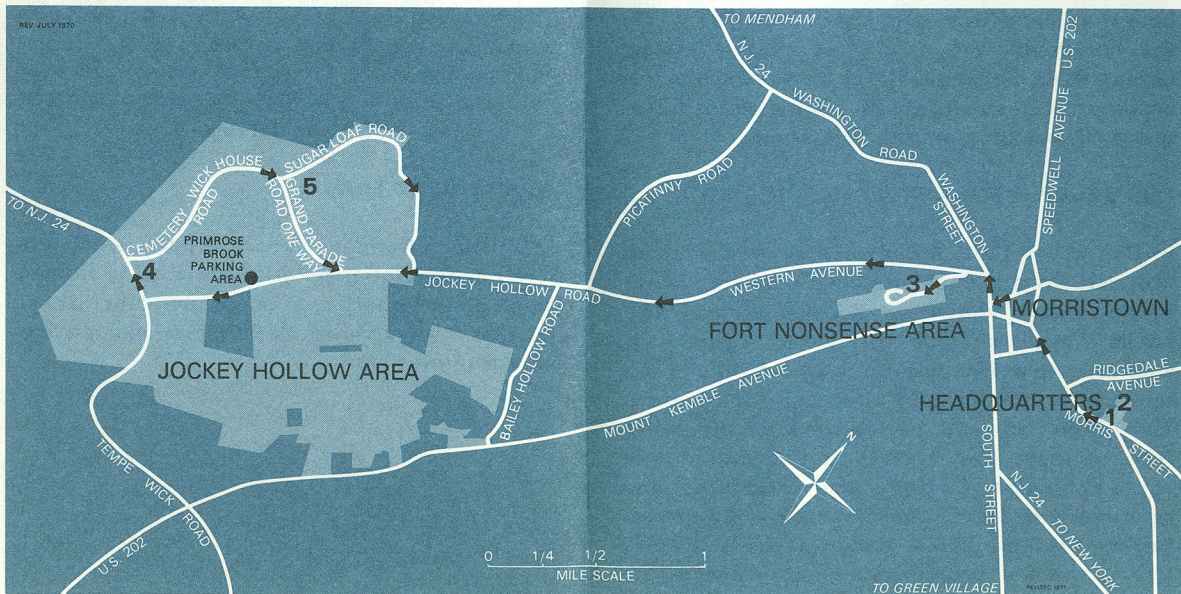 REV JULY 1970
TO MENDHAM
N.J. 24
WASHINGTON
ROAD
WASHINGTON
STREET
SPEEDWELL AVENUE U.S. 202
PICATINNY ROAD
TO N.J. 24
CEMETERY
WICK HOUSE
ROAD
SUGAR LOAF ROAD
5
GRAND PARADE
ROAD ONE WAY
PRIMROSE
BROOK
PARKING
AREA
4
JOCKEY HOLLOW ROAD
WESTERN AVENUE
3
MORRISTOWN
FORT NONSENSE AREA
JOCKEY HOLLOW AREA
BAILEY HOLLOW ROAD
MOUNT KEMBLE AVENUE
RIDGEDALE
AVENUE
HEADQUARTERS
1
2
MORRIS STREET
SOUTH STREET
N.J. 24
TO NEW YORK
TEMPE WICK ROAD
U.S. 202
N
0 1/4 1/2 1
MILE SCALE
TO GREEN VILLAGE
REVISED 1971